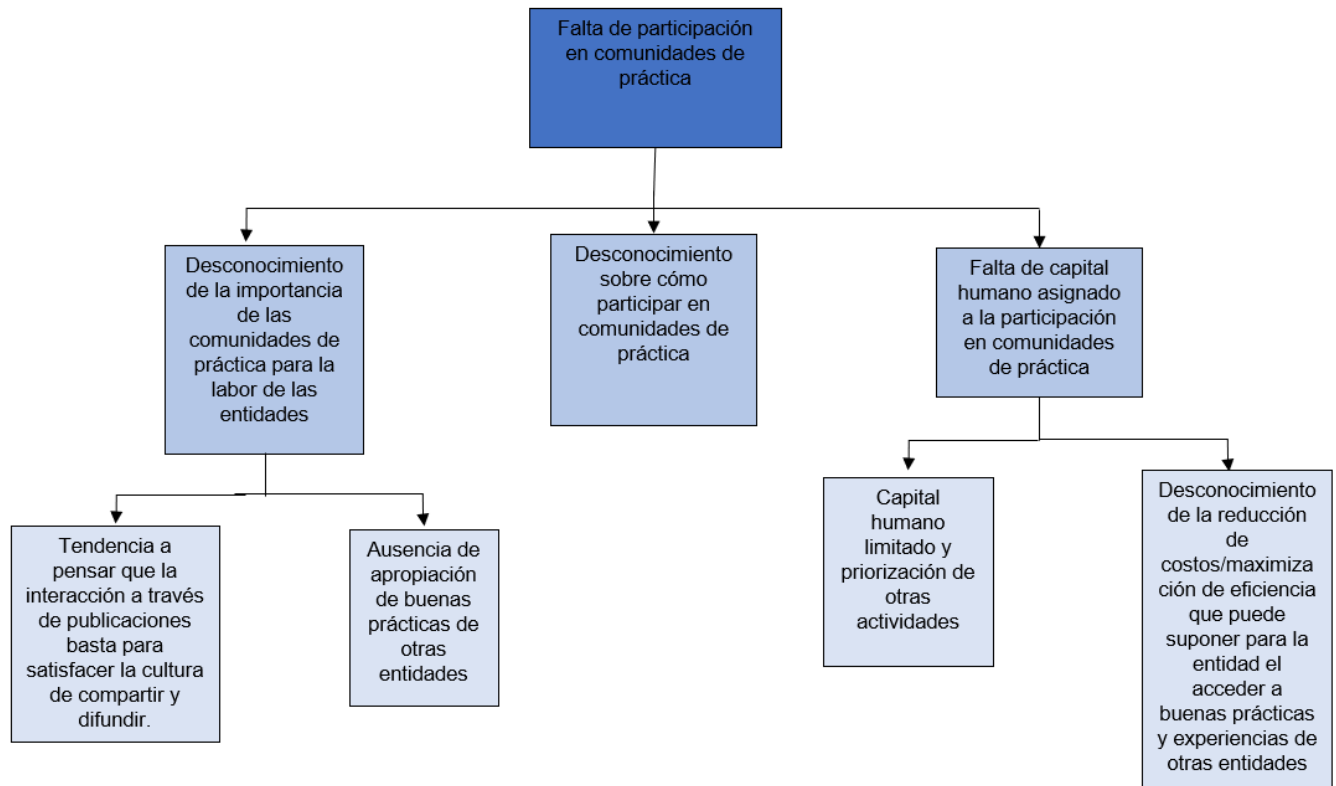 Falta de participación
en comunidades de
práctica
Desconocimiento
de la importancia
de las
comunidades de
práctica para la
labor de las
entidades
Desconocimiento
sobre cómo
participar en
comunidades de
práctica
Falta de capital
humano asignado
a la participación
en comunidades
de práctica
Tendencia a
pensar que la
interacción a través
de publicaciones
basta para
satisfacer la cultura
de compartir y
difundir.
Ausencia de
apropiación
de buenas
prácticas de
otras
entidades
Capital
humano
limitado y
priorización de
otras
actividades
Desconocimiento
de la reducción
de
costos/maximiza
ción de eficiencia
que puede
suponer para la
entidad el
acceder a
buenas prácticas
y experiencias de
otras entidades